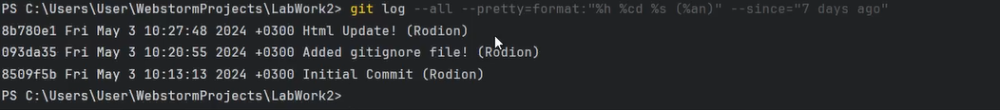 PS C:\Users\User\WebstormProjects\LabWork2> git log --all --pretty=format:"%h %cd %s (%an)" --since="7 days ago"
8b780e1 Fri May 3 10:27:48 2024 +0300 Html Update! (Rodion)
093da35 Fri May 3 10:20:55 2024 +0300 Added gitignore file! (Rodion)
8509f5b Fri May 3 10:13:13 2024 +0300 Initial Commit (Rodion)
PS C:\Users\User\WebstormProjects\LabWork2>